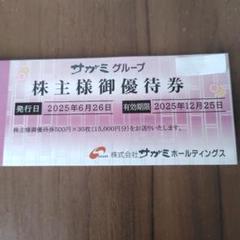 サガミグループ
株主様御優待券
発行日 2025年6月26日 有効期限 2025年12月25日
株主様御優待券500円×30枚(15,000円分)をお送りいたします。
株式会社サガミホールディングス